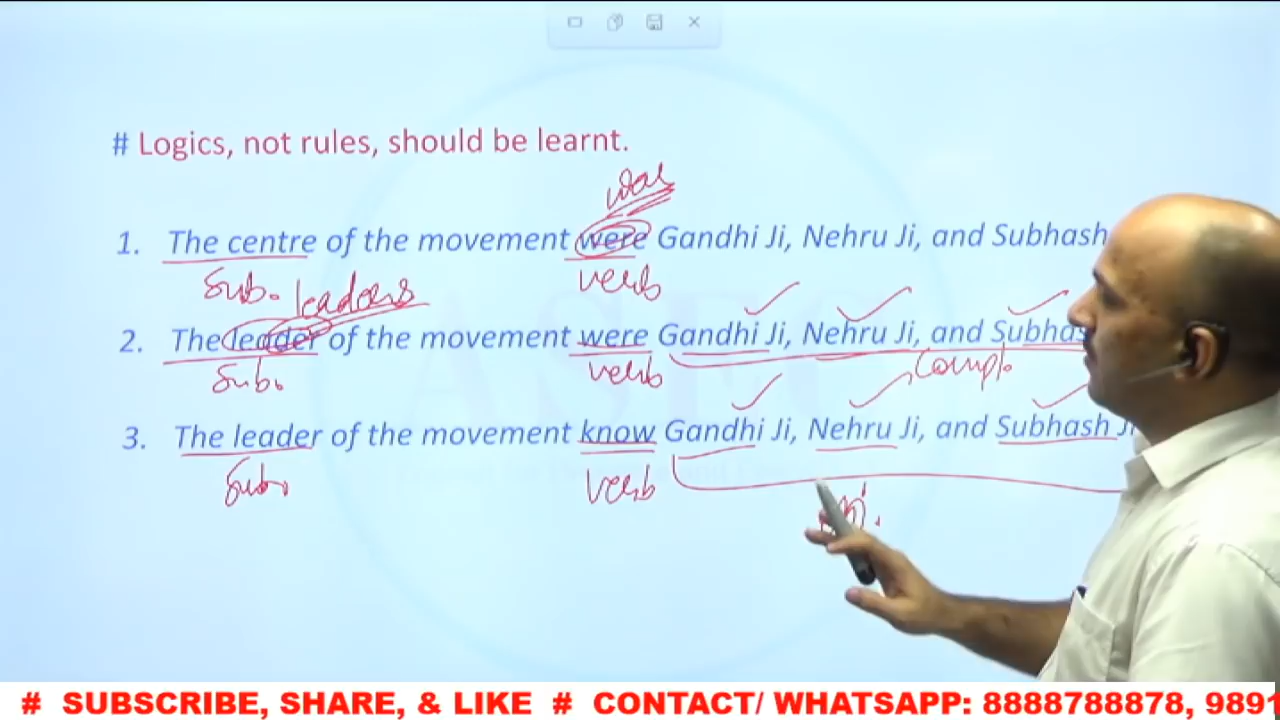 # Logics, not rules, should be learnt.
was
1. The centre of the movement were Gandhi Ji, Nehru Ji, and Subhash
Sub. leaders verb
2. The leader of the movement were Gandhi Ji, Nehru Ji, and Subhas
Sub. verb Compl.
3. The leader of the movement know Gandhi Ji, Nehru Ji, and Subhash Ji
Sub. verb
# SUBSCRIBE, SHARE, & LIKE # CONTACT/ WHATSAPP: 8888788878, 9891